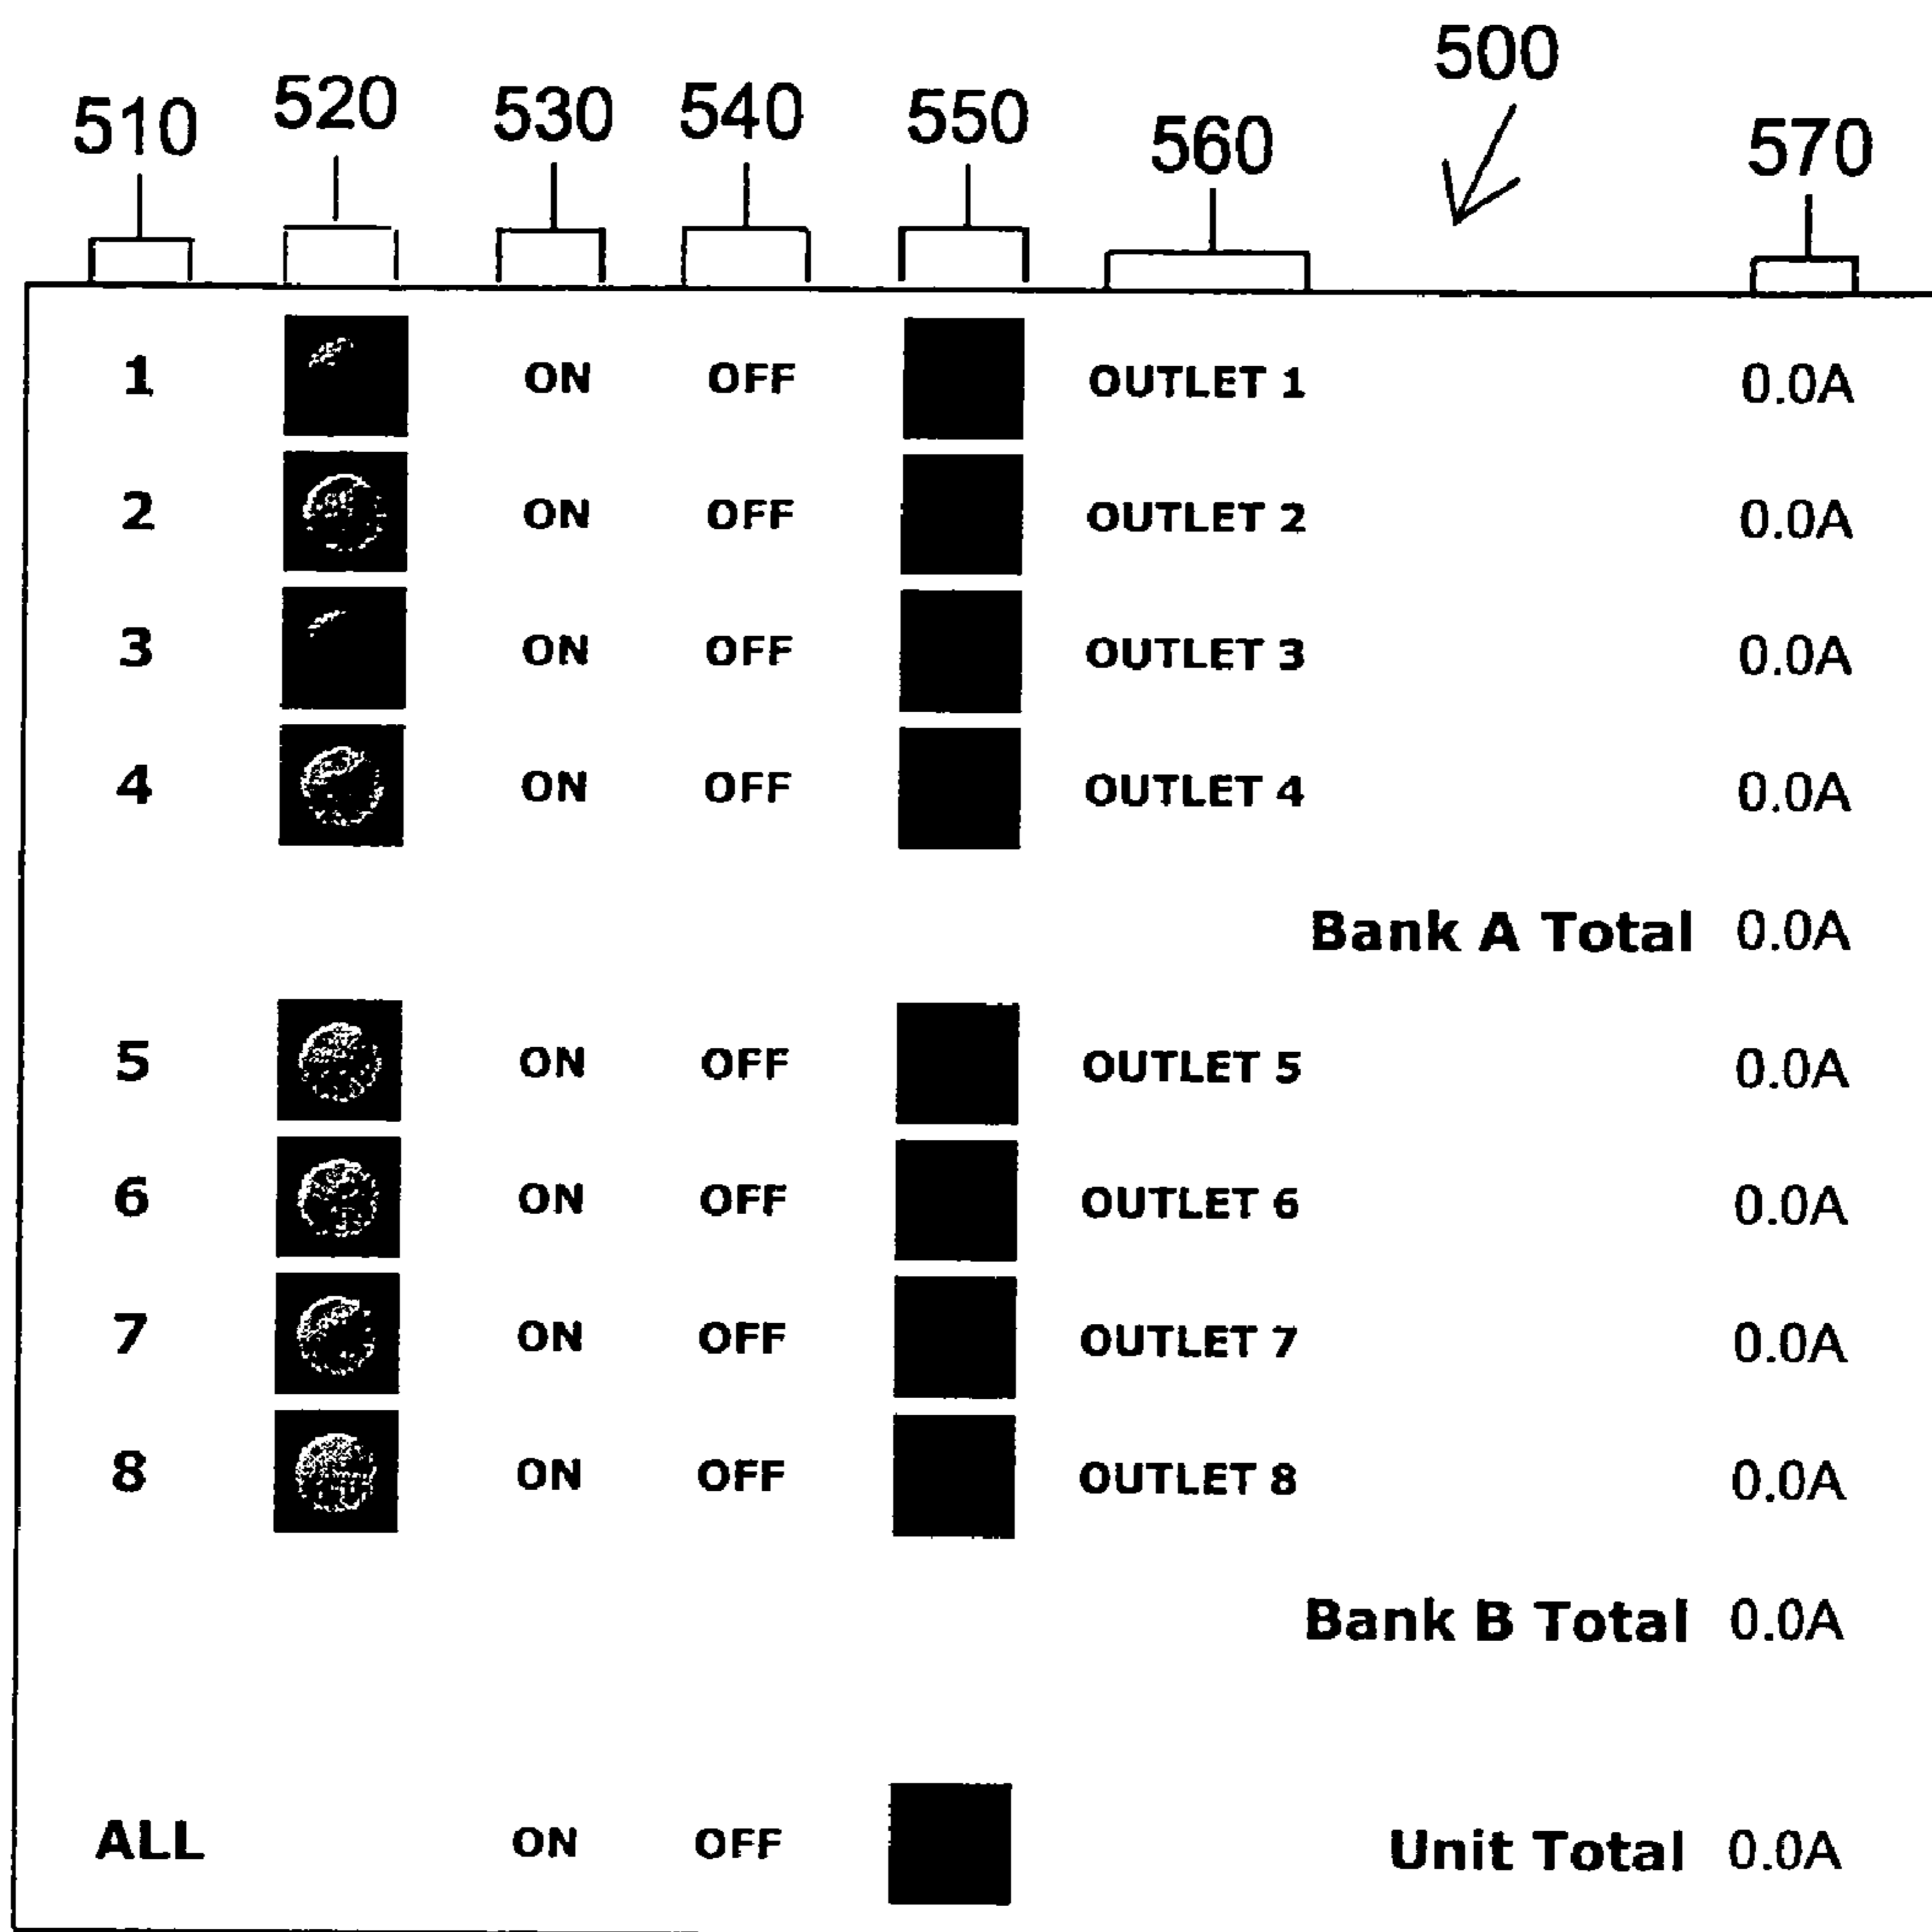 500
510 520 530 540 550 560 570
1 ON OFF OUTLET 1 0.0A
2 ON OFF OUTLET 2 0.0A
3 ON OFF OUTLET 3 0.0A
4 ON OFF OUTLET 4 0.0A
Bank A Total 0.0A
5 ON OFF OUTLET 5 0.0A
6 ON OFF OUTLET 6 0.0A
7 ON OFF OUTLET 7 0.0A
8 ON OFF OUTLET 8 0.0A
Bank B Total 0.0A
ALL ON OFF Unit Total 0.0A